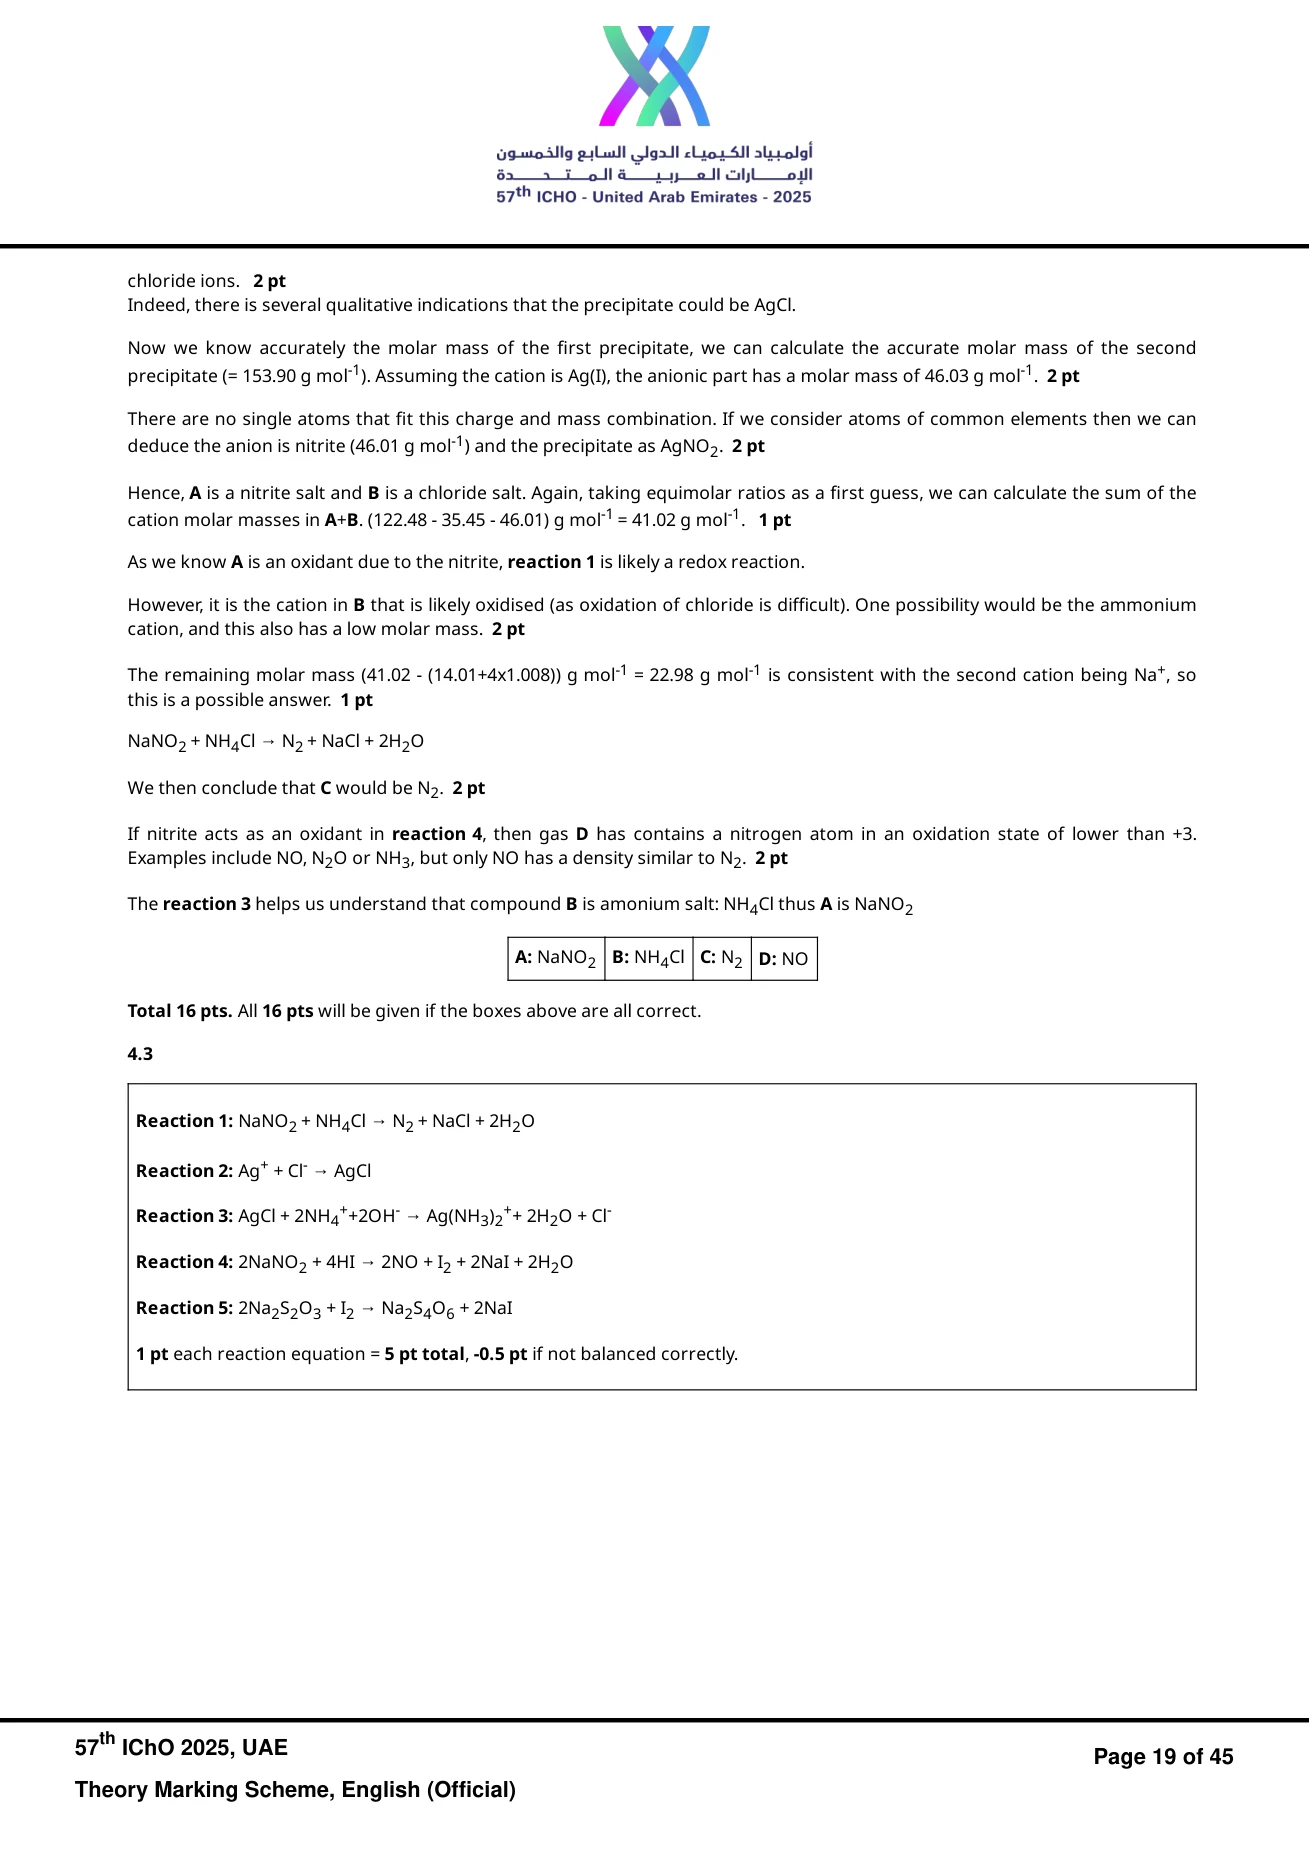 أولمبياد الكيمياء الدولي السابع والخمسون
الإمـــارات العـــربيـــة المـــتـــحـــدة
57th ICHO - United Arab Emirates - 2025
chloride ions. 2 pt
Indeed, there is several qualitative indications that the precipitate could be AgCl.
Now we know accurately the molar mass of the first precipitate, we can calculate the accurate molar mass of the second
precipitate (= 153.90 g mol⁻¹). Assuming the cation is Ag(I), the anionic part has a molar mass of 46.03 g mol⁻¹. 2 pt
There are no single atoms that fit this charge and mass combination. If we consider atoms of common elements then we can
deduce the anion is nitrite (46.01 g mol⁻¹) and the precipitate as AgNO₂. 2 pt
Hence, A is a nitrite salt and B is a chloride salt. Again, taking equimolar ratios as a first guess, we can calculate the sum of the
cation molar masses in A+B. (122.48 - 35.45 - 46.01) g mol⁻¹ = 41.02 g mol⁻¹. 1 pt
As we know A is an oxidant due to the nitrite, reaction 1 is likely a redox reaction.
However, it is the cation in B that is likely oxidised (as oxidation of chloride is difficult). One possibility would be the ammonium
cation, and this also has a low molar mass. 2 pt
The remaining molar mass (41.02 - (14.01+4x1.008)) g mol⁻¹ = 22.98 g mol⁻¹ is consistent with the second cation being Na⁺, so
this is a possible answer. 1 pt
NaNO₂ + NH₄Cl → N₂ + NaCl + 2H₂O
We then conclude that C would be N₂. 2 pt
If nitrite acts as an oxidant in reaction 4, then gas D has contains a nitrogen atom in an oxidation state of lower than +3.
Examples include NO, N₂O or NH₃, but only NO has a density similar to N₂. 2 pt
The reaction 3 helps us understand that compound B is amonium salt: NH₄Cl thus A is NaNO₂
A: NaNO₂ B: NH₄Cl C: N₂ D: NO
Total 16 pts. All 16 pts will be given if the boxes above are all correct.
4.3
Reaction 1: NaNO₂ + NH₄Cl → N₂ + NaCl + 2H₂O
Reaction 2: Ag⁺ + Cl⁻ → AgCl
Reaction 3: AgCl + 2NH₄⁺+2OH⁻ → Ag(NH₃)₂⁺+ 2H₂O + Cl⁻
Reaction 4: 2NaNO₂ + 4HI → 2NO + I₂ + 2NaI + 2H₂O
Reaction 5: 2Na₂S₂O₃ + I₂ → Na₂S₄O₆ + 2NaI
1 pt each reaction equation = 5 pt total, -0.5 pt if not balanced correctly.
57th IChO 2025, UAE
Page 19 of 45
Theory Marking Scheme, English (Official)